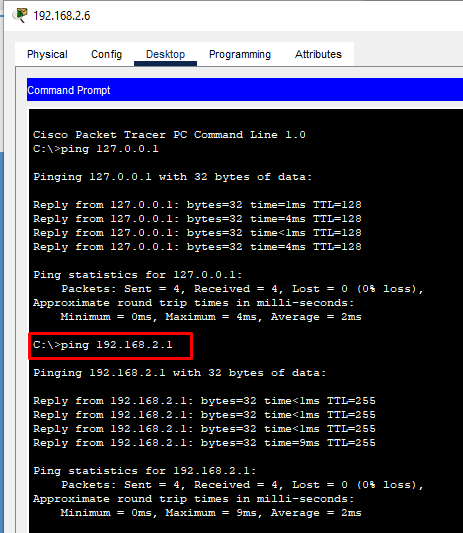 192.168.2.6
Physical Config Desktop Programming Attributes
Command Prompt
Cisco Packet Tracer PC Command Line 1.0
C:\>ping 127.0.0.1
Pinging 127.0.0.1 with 32 bytes of data:
Reply from 127.0.0.1: bytes=32 time=1ms TTL=128
Reply from 127.0.0.1: bytes=32 time=4ms TTL=128
Reply from 127.0.0.1: bytes=32 time<1ms TTL=128
Reply from 127.0.0.1: bytes=32 time=4ms TTL=128
Ping statistics for 127.0.0.1:
Packets: Sent = 4, Received = 4, Lost = 0 (0% loss),
Approximate round trip times in milli-seconds:
Minimum = 0ms, Maximum = 4ms, Average = 2ms
C:\>ping 192.168.2.1
Pinging 192.168.2.1 with 32 bytes of data:
Reply from 192.168.2.1: bytes=32 time<1ms TTL=255
Reply from 192.168.2.1: bytes=32 time<1ms TTL=255
Reply from 192.168.2.1: bytes=32 time<1ms TTL=255
Reply from 192.168.2.1: bytes=32 time=9ms TTL=255
Ping statistics for 192.168.2.1:
Packets: Sent = 4, Received = 4, Lost = 0 (0% loss),
Approximate round trip times in milli-seconds:
Minimum = 0ms, Maximum = 9ms, Average = 2ms